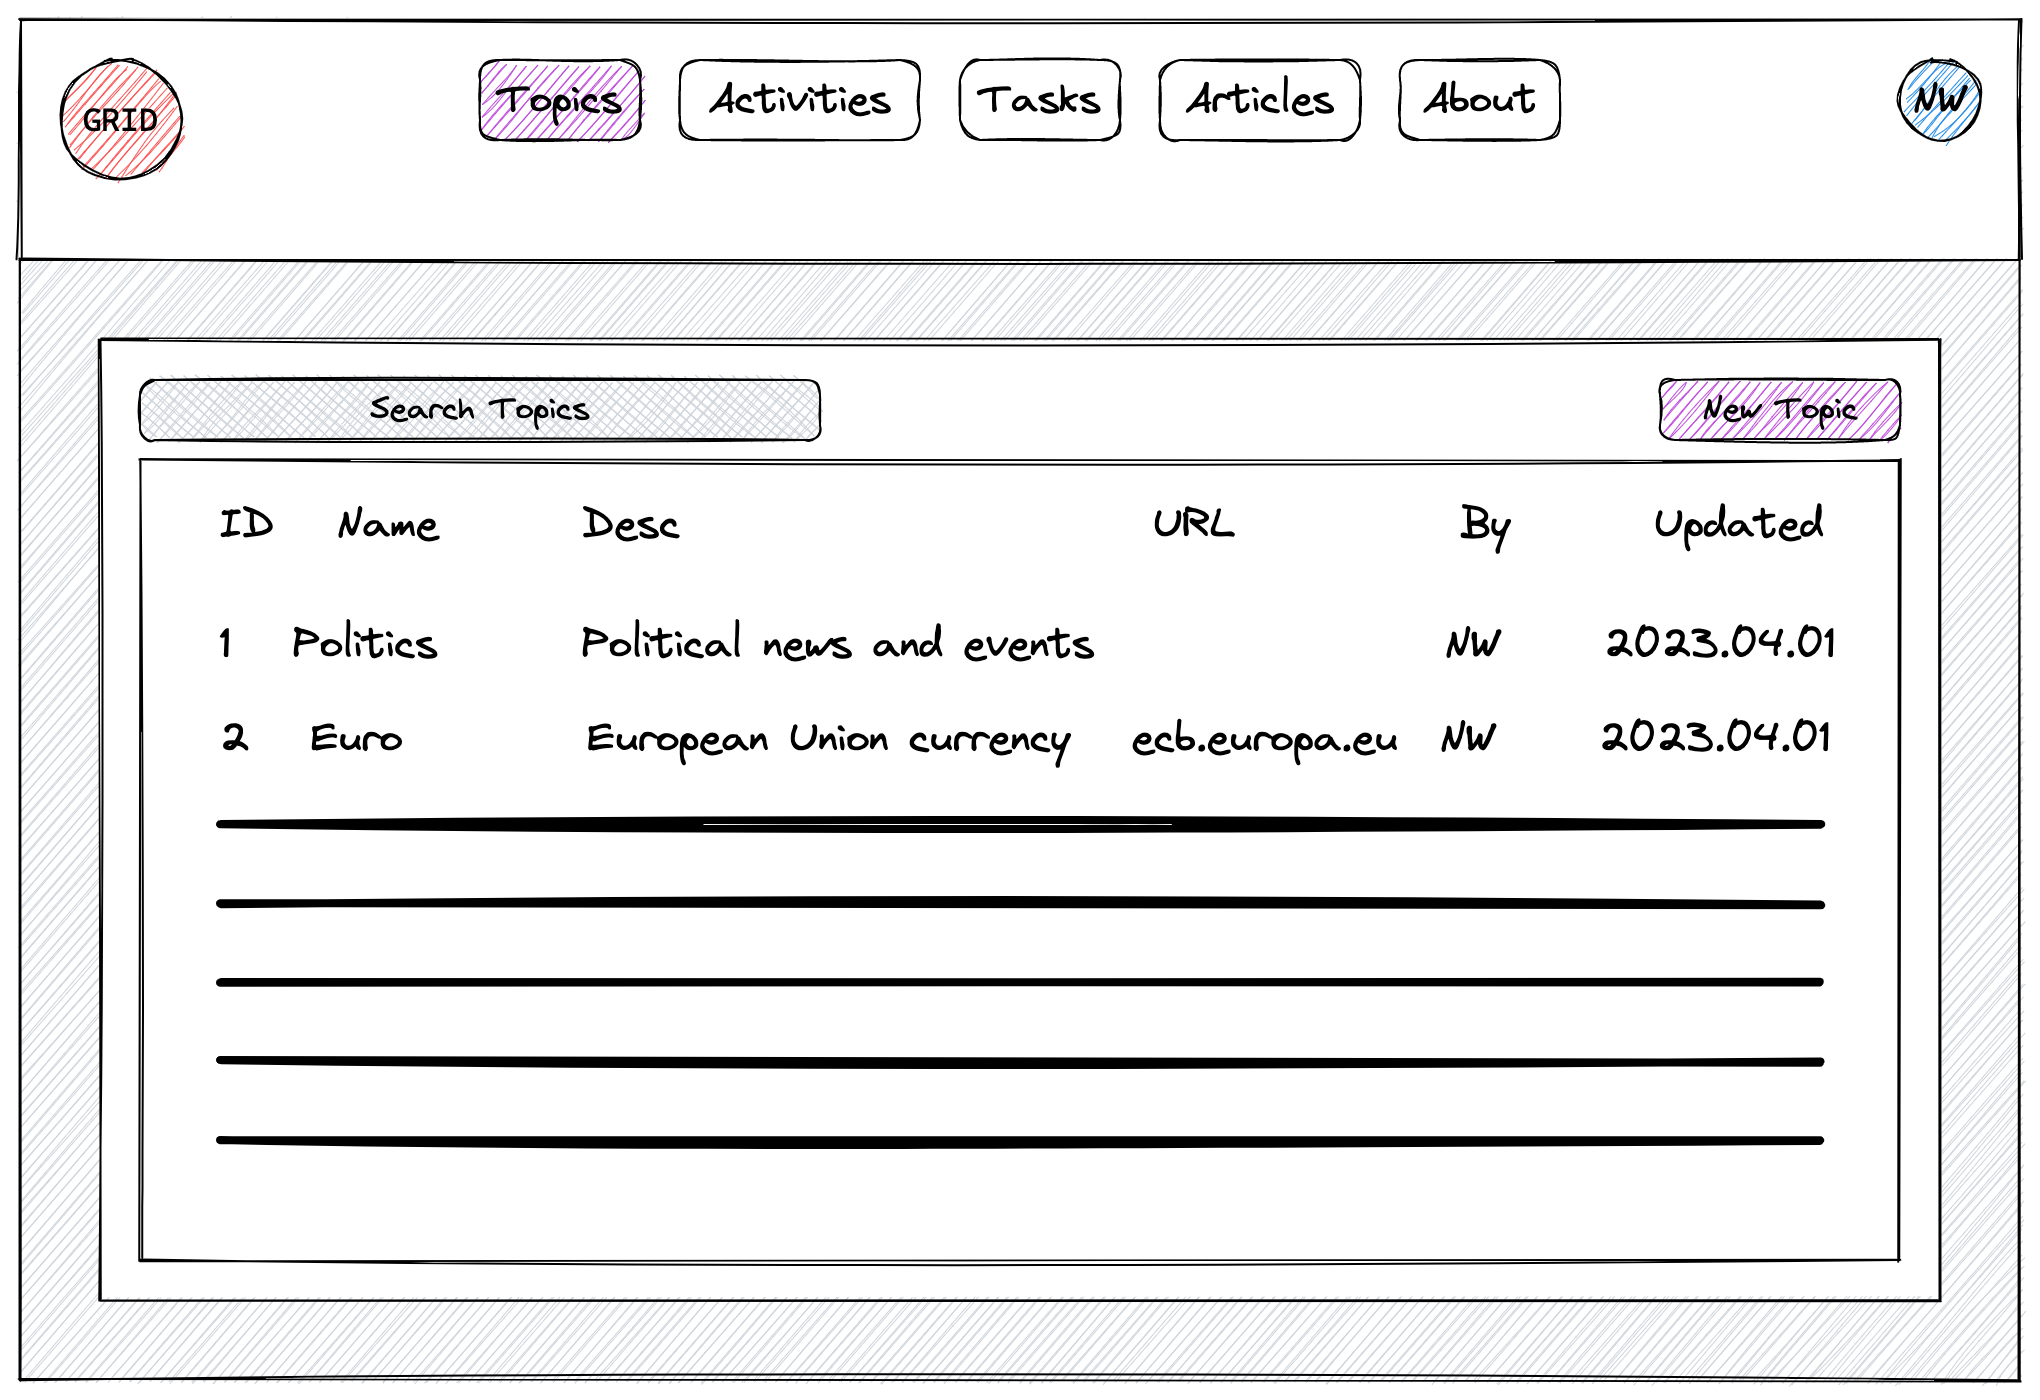 GRID Topics Activities Tasks Articles About NW
Search Topics New Topic
ID Name Desc URL By Updated
1 Politics Political news and events NW 2023.04.01
2 Euro European Union currency ecb.europa.eu NW 2023.04.01